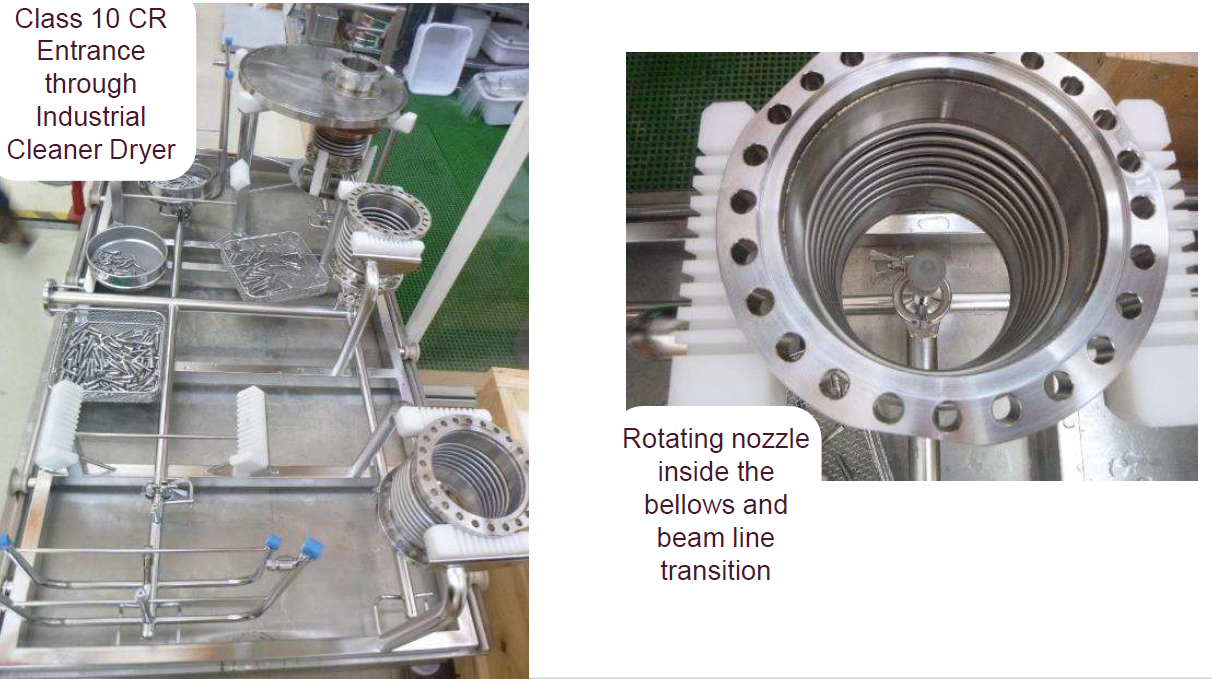 Class 10 CR
Entrance
through
Industrial
Cleaner Dryer
Rotating nozzle
inside the
bellows and
beam line
transition